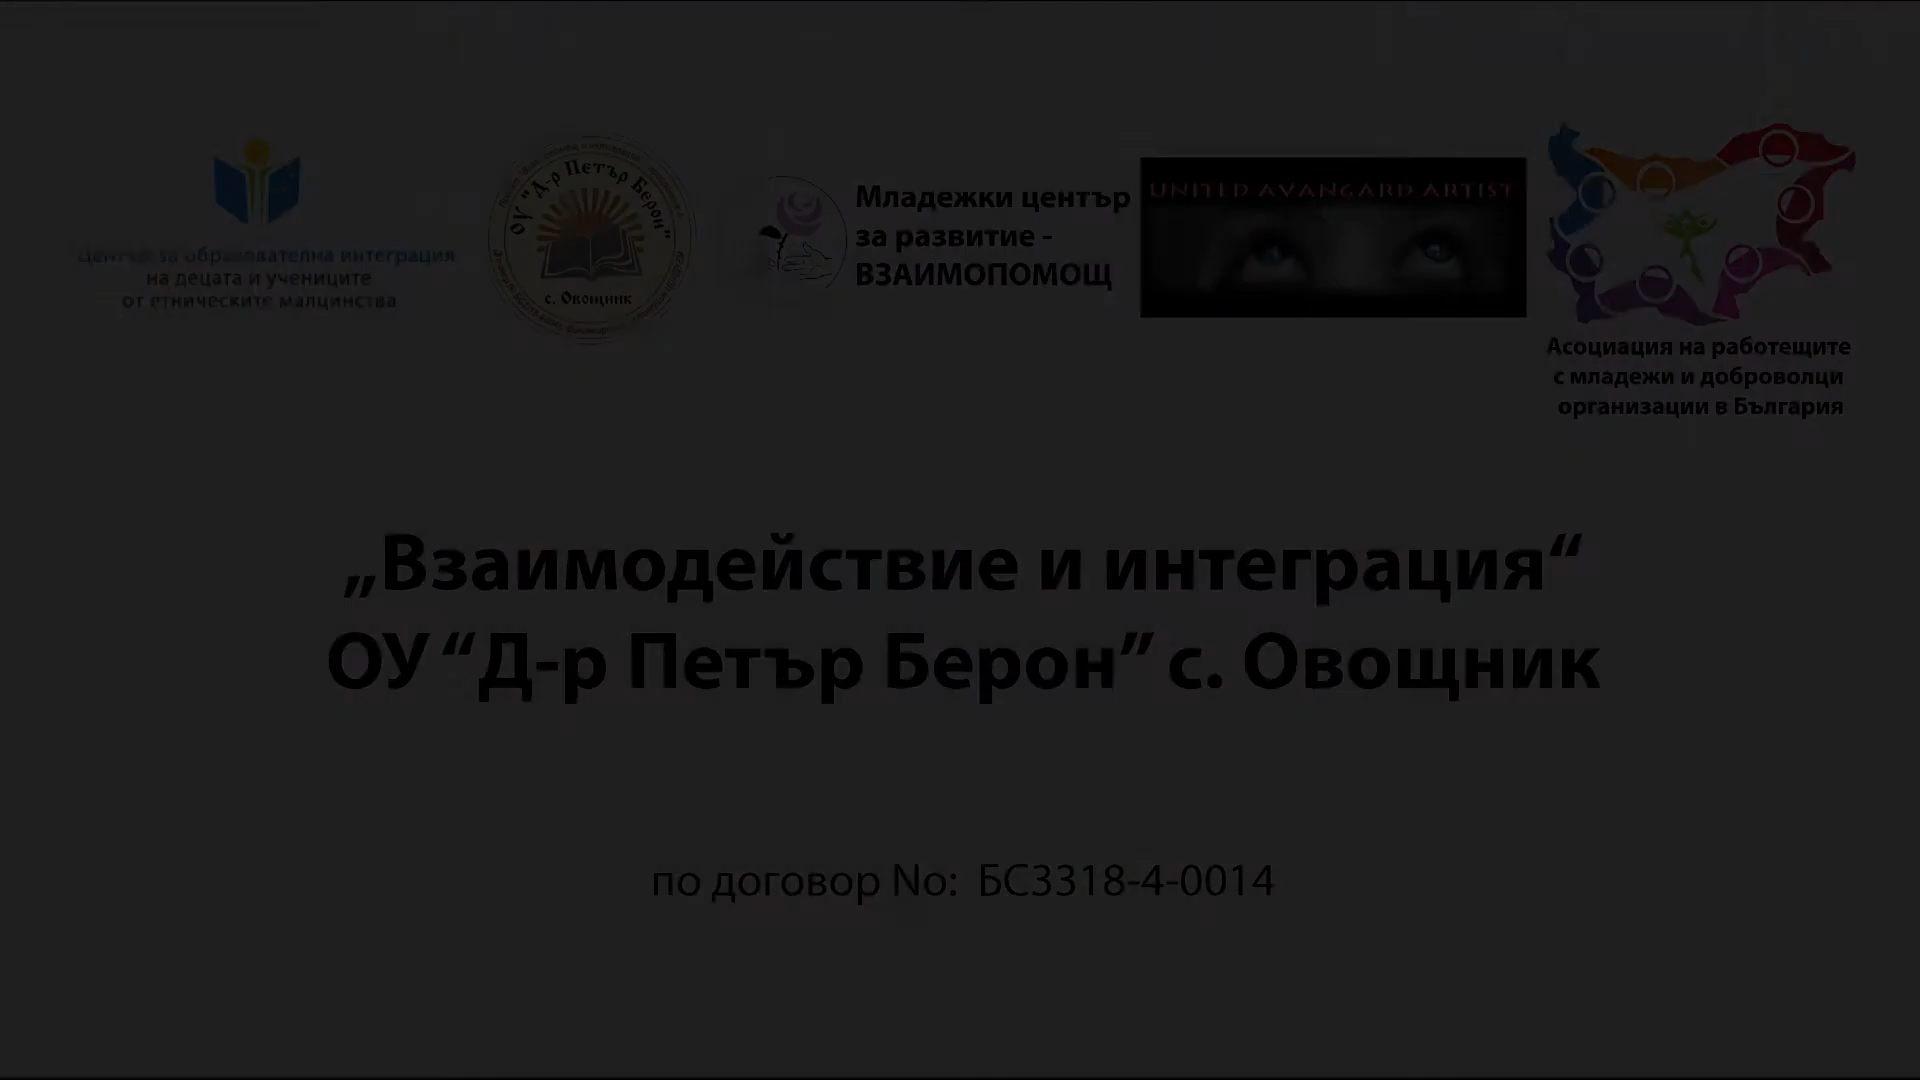 Център за образователна интеграция
на децата и учениците
от етническите малцинства
ОУ "Д-р Петър Берон"
с. Овощник
Младежки център
за развитие -
ВЗАИМОПОМОЩ
UNITED AVANGARD ARTIST
Асоциация на работещите
с младежи и доброволци
организации в България
„Взаимодействие и интеграция“
ОУ “Д-р Петър Берон” с. Овощник
по договор No: БС3318-4-0014